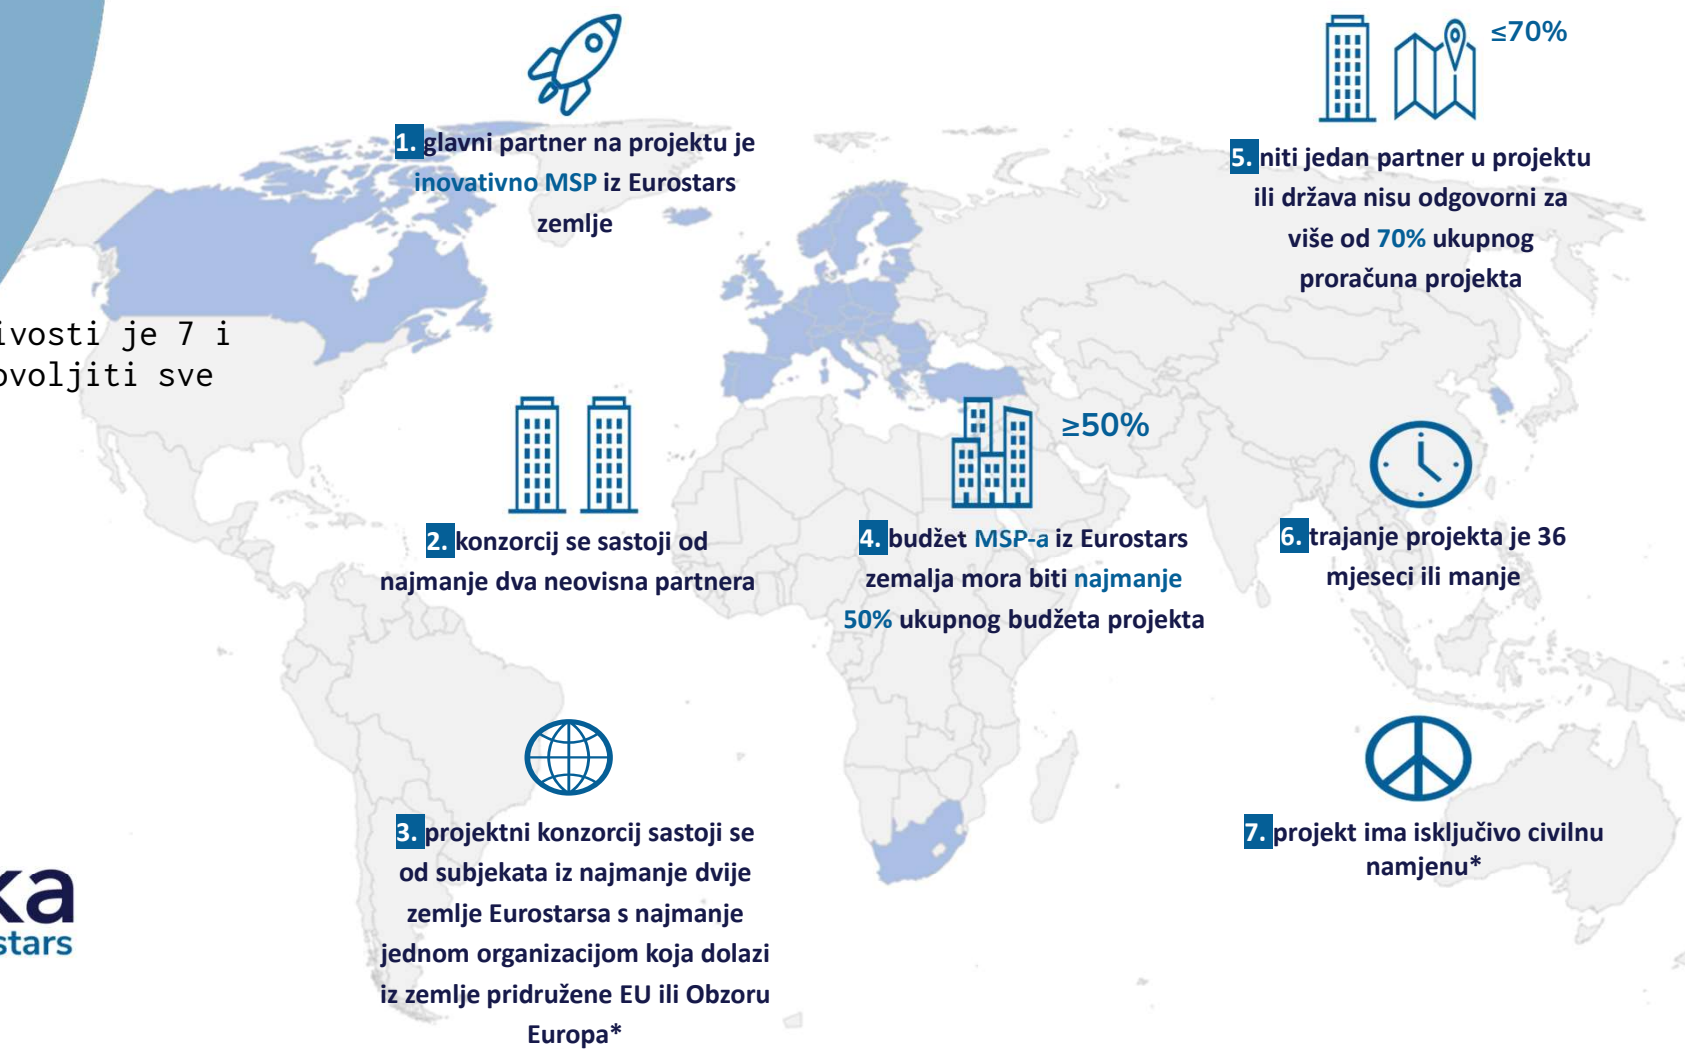 ivosti je 7 i
ovoljiti sve
ka
stars
1. glavni partner na projektu je
inovativno MSP iz Eurostars
zemlje
2. konzorcij se sastoji od
najmanje dva neovisna partnera
3. projektni konzorcij sastoji se
od subjekata iz najmanje dvije
zemlje Eurostarsa s najmanje
jednom organizacijom koja dolazi
iz zemlje pridružene EU ili Obzoru
Europa*
≥50%
4. budžet MSP-a iz Eurostars
zemalja mora biti najmanje
50% ukupnog budžeta projekta
≤70%
5. niti jedan partner u projektu
ili država nisu odgovorni za
više od 70% ukupnog
proračuna projekta
6. trajanje projekta je 36
mjeseci ili manje
7. projekt ima isključivo civilnu
namjenu*